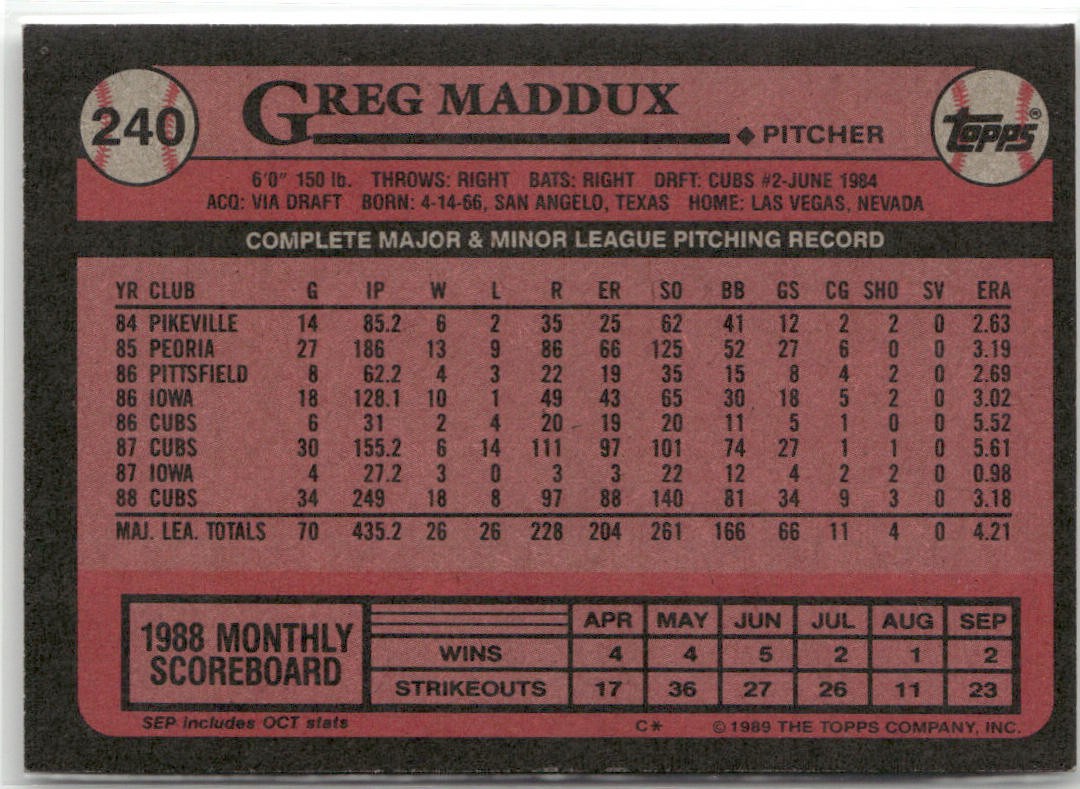 240
GREG MADDUX
◆ PITCHER
topps®
6'0" 150 lb. THROWS: RIGHT BATS: RIGHT DRFT: CUBS #2-JUNE 1984
ACQ: VIA DRAFT BORN: 4-14-66, SAN ANGELO, TEXAS HOME: LAS VEGAS, NEVADA
COMPLETE MAJOR & MINOR LEAGUE PITCHING RECORD
YR CLUB G IP W L R ER SO BB GS CG SHO SV ERA
84 PIKEVILLE 14 85.2 6 2 35 25 62 41 12 2 2 0 2.63
85 PEORIA 27 186 13 9 86 66 125 52 27 6 0 0 3.19
86 PITTSFIELD 8 62.2 4 3 22 19 35 15 8 4 2 0 2.69
86 IOWA 18 128.1 10 1 49 43 65 30 18 5 2 0 3.02
86 CUBS 6 31 2 4 20 19 20 11 5 1 0 0 5.52
87 CUBS 30 155.2 6 14 111 97 101 74 27 1 1 0 5.61
87 IOWA 4 27.2 3 0 3 3 22 12 4 2 2 0 0.98
88 CUBS 34 249 18 8 97 88 140 81 34 9 3 0 3.18
MAJ. LEA. TOTALS 70 435.2 26 26 228 204 261 166 66 11 4 0 4.21
1988 MONTHLY
SCOREBOARD
APR MAY JUN JUL AUG SEP
WINS 4 4 5 2 1 2
STRIKEOUTS 17 36 27 26 11 23
SEP includes OCT stats
C* © 1989 THE TOPPS COMPANY, INC.